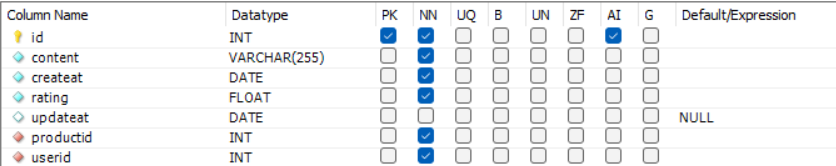 Column Name Datatype PK NN UQ B UN ZF AI G Default/Expression
id INT
content VARCHAR(255)
createat DATE
rating FLOAT
updateat DATE NULL
productid INT
userid INT